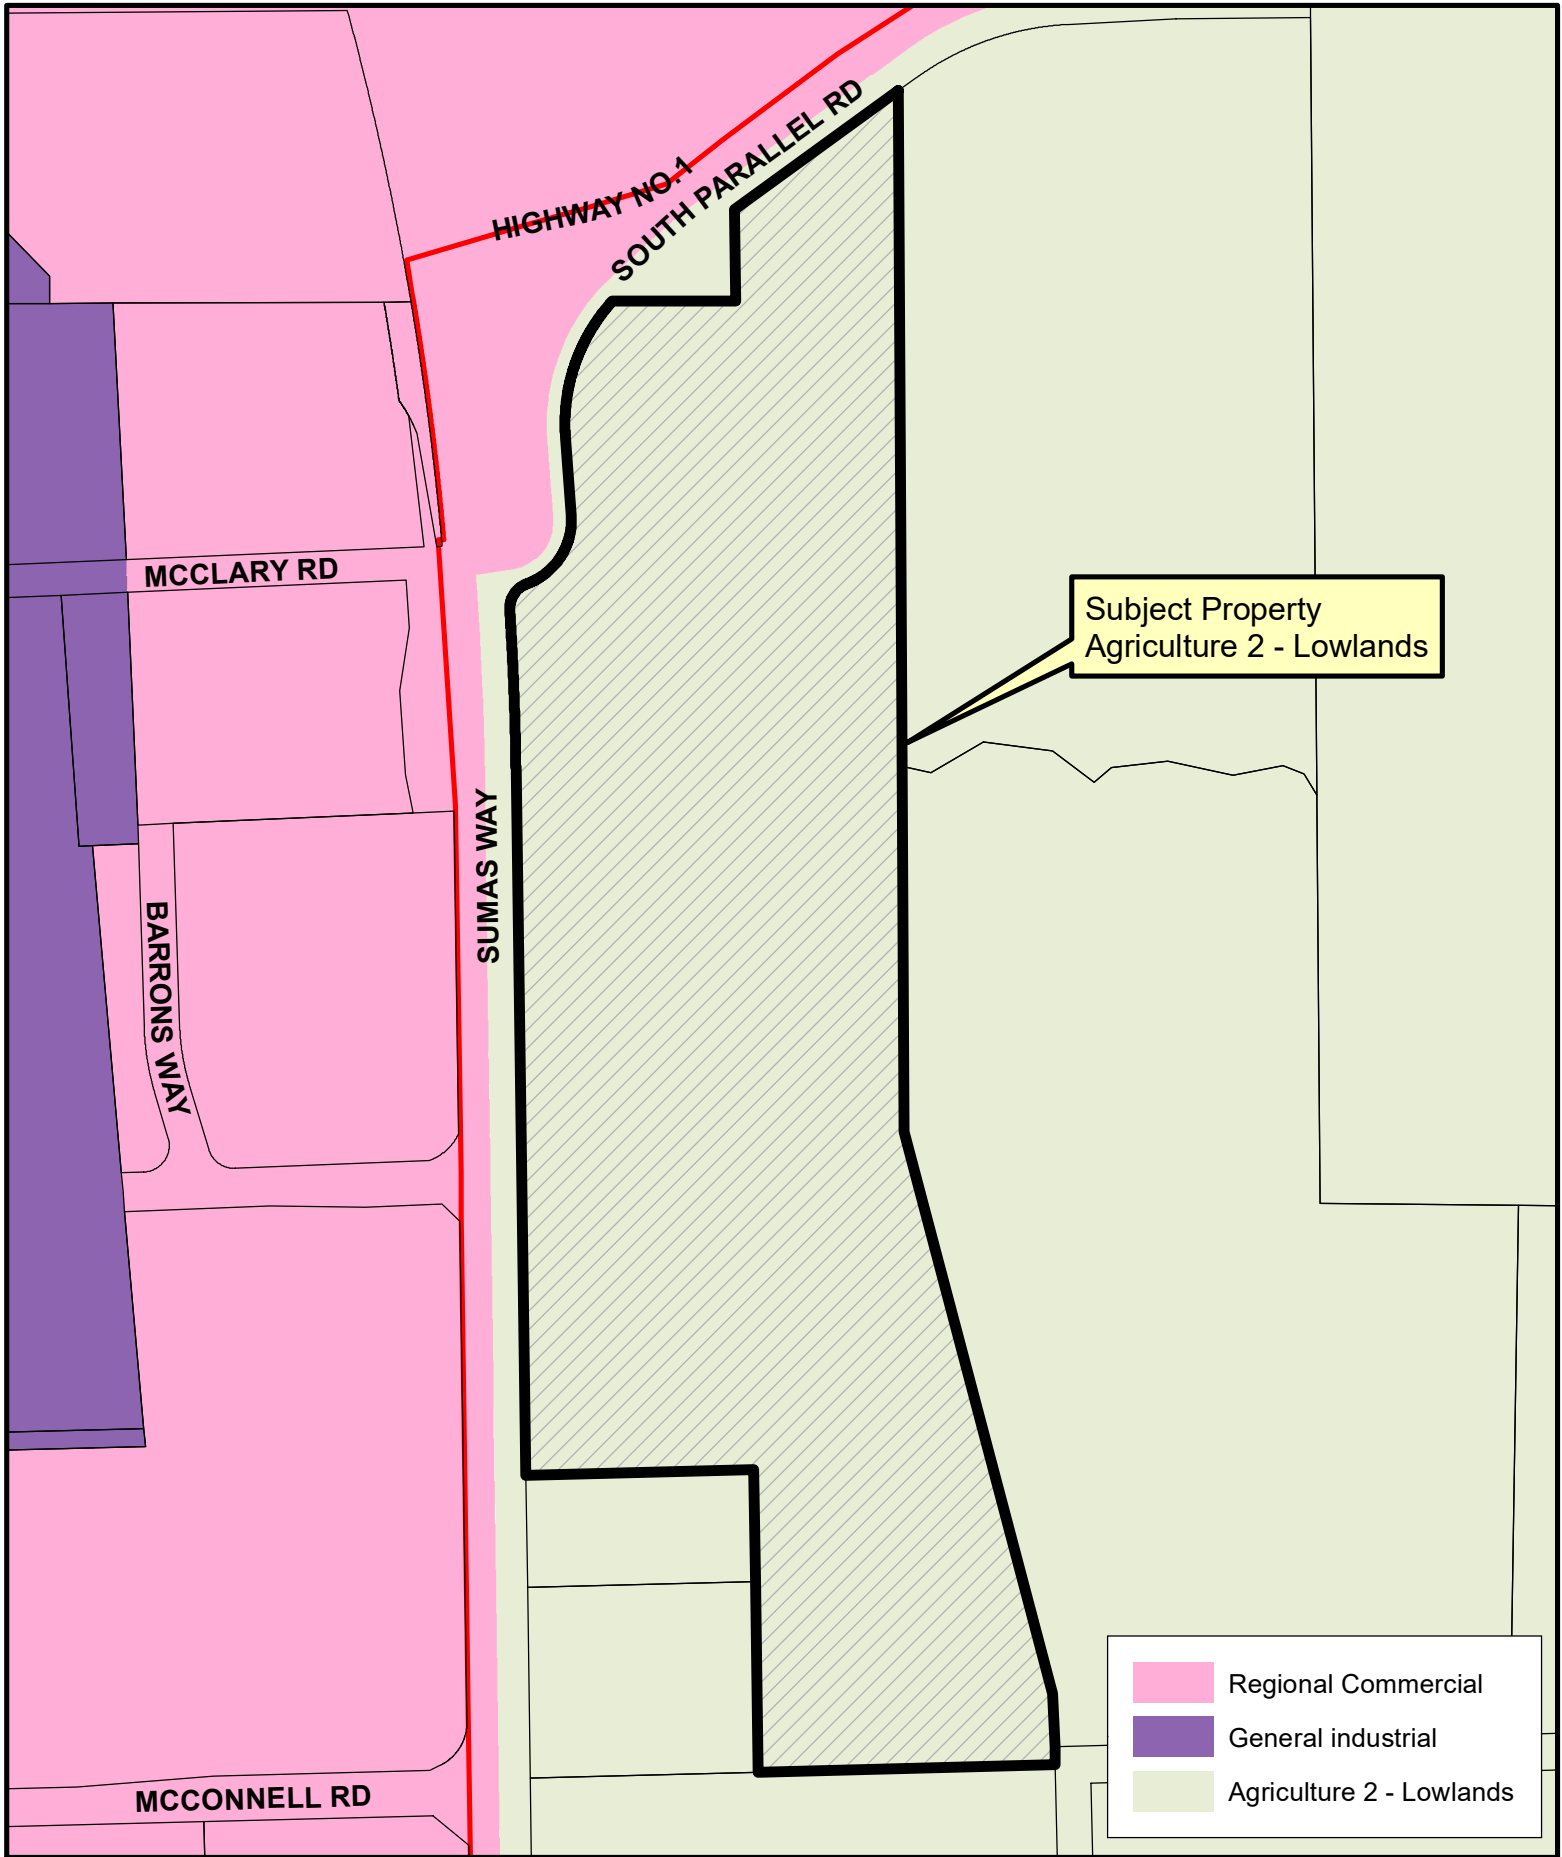 HIGHWAY NO.1
SOUTH PARALLEL RD
MCCLARY RD
Subject Property
Agriculture 2 - Lowlands
SUMAS WAY
BARRONS WAY
MCCONNELL RD
Regional Commercial
General industrial
Agriculture 2 - Lowlands